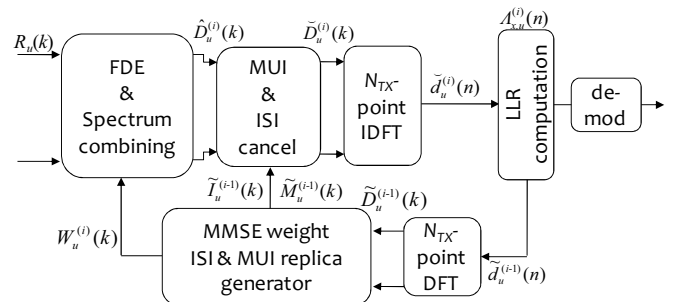 R_u(k)
FDE
&
Spectrum
combining
D̂_u^(i)(k)
MUI
&
ISI
cancel
D̆_u^(i)(k)
N_TX-
point
IDFT
d̆_u^(i)(n)
Λ_x,u^(i)(n)
LLR
computation
de-
mod
W_u^(i)(k)
Ĩ_u^(i-1)(k)
M̃_u^(i-1)(k)
MMSE weight
ISI & MUI replica
generator
D̃_u^(i-1)(k)
N_TX-
point
DFT
d̃_u^(i-1)(n)